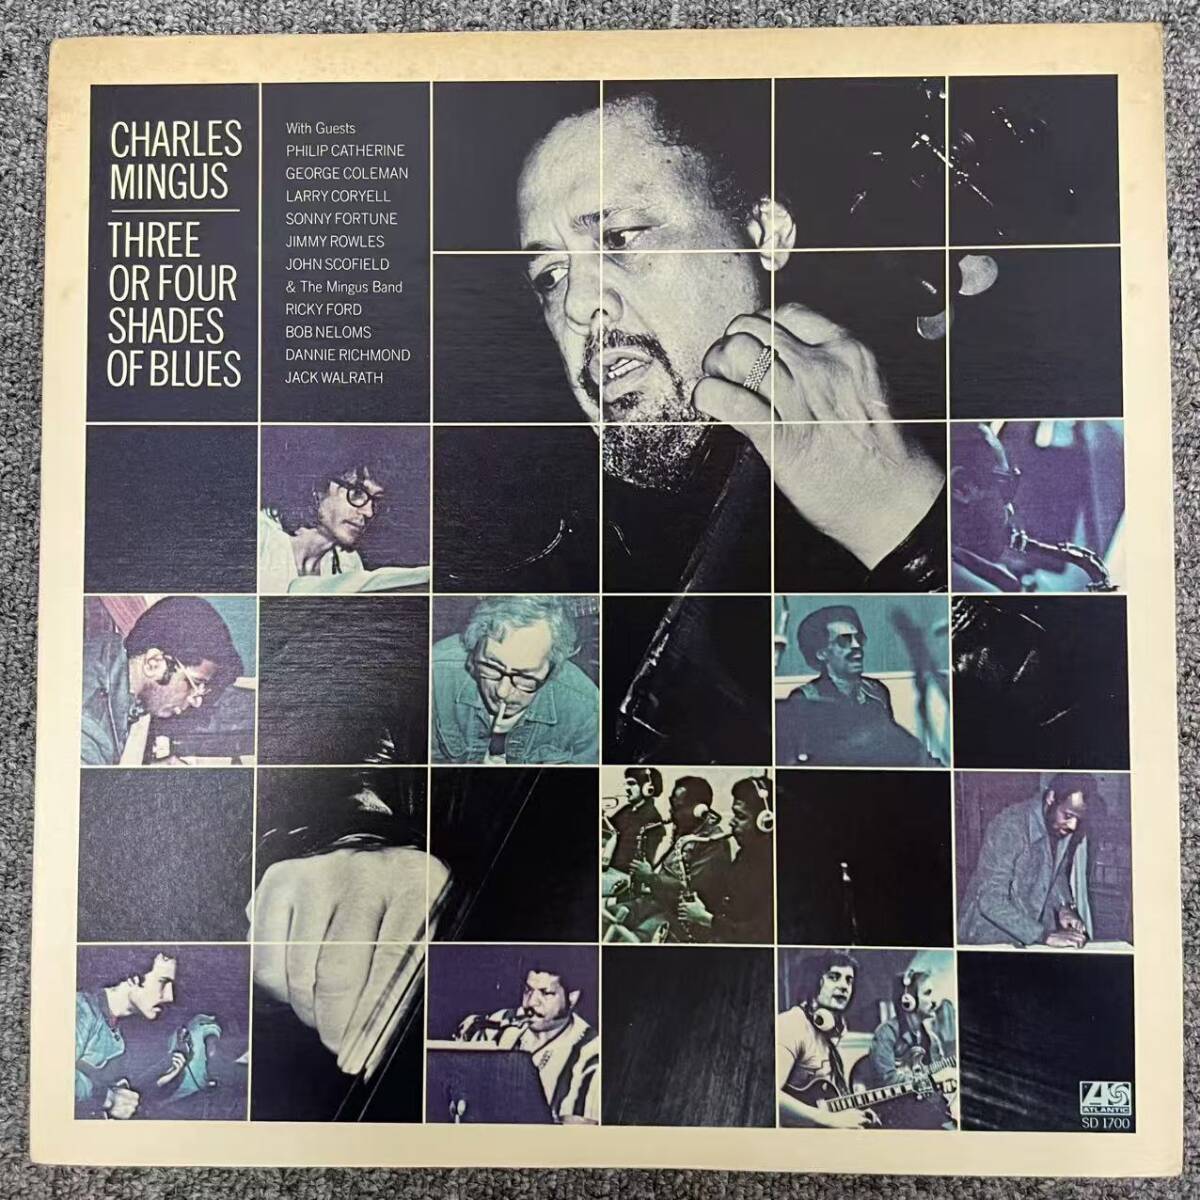 CHARLES
MINGUS
THREE
OR FOUR
SHADES
OF BLUES
With Guests
PHILIP CATHERINE
GEORGE COLEMAN
LARRY CORYELL
SONNY FORTUNE
JIMMY ROWLES
JOHN SCOFIELD
& The Mingus Band
RICKY FORD
BOB NELOMS
DANNIE RICHMOND
JACK WALRATH
ATLANTIC
SD 1700